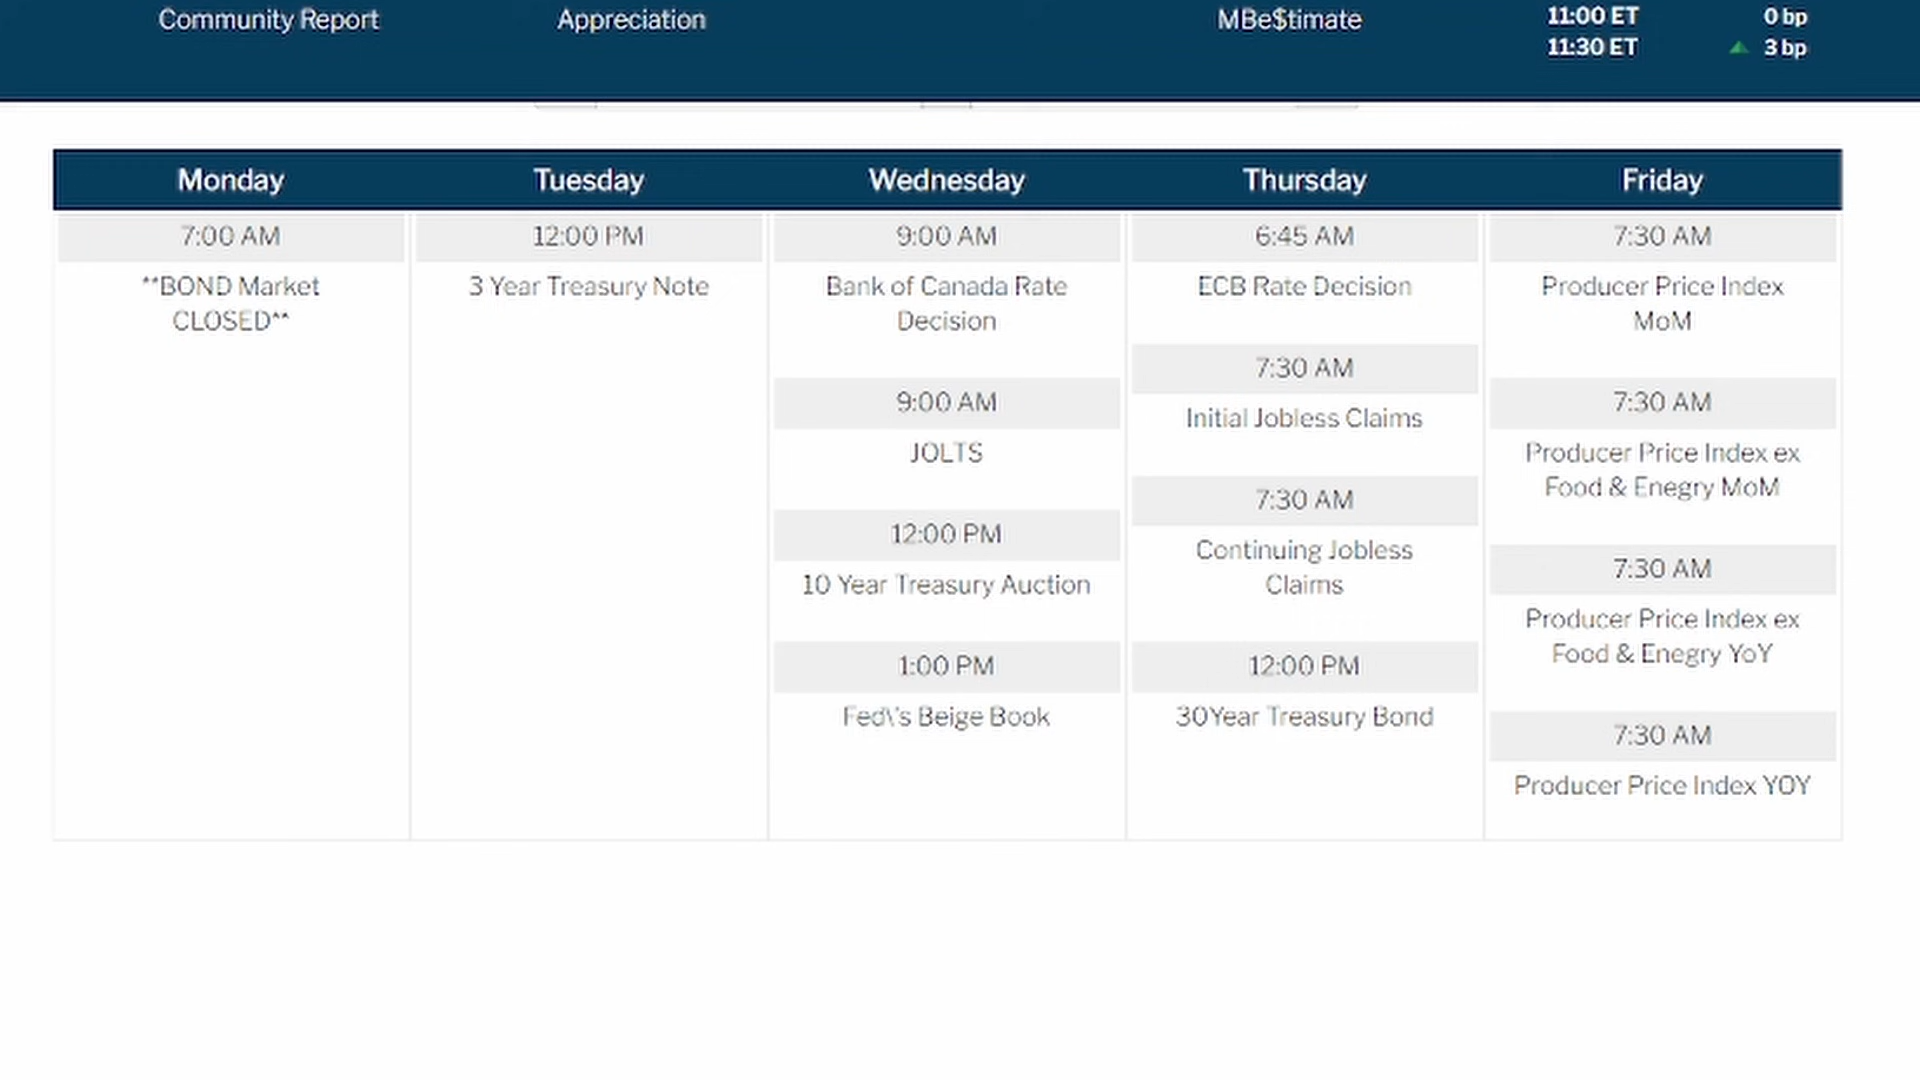 Community Report
Appreciation
MBe$timate
11:00 ET 0 bp
11:30 ET 3 bp
Monday
7:00 AM
**BOND Market
CLOSED**
Tuesday
12:00 PM
3 Year Treasury Note
Wednesday
9:00 AM
Bank of Canada Rate
Decision
9:00 AM
JOLTS
12:00 PM
10 Year Treasury Auction
1:00 PM
Fed\'s Beige Book
Thursday
6:45 AM
ECB Rate Decision
7:30 AM
Initial Jobless Claims
7:30 AM
Continuing Jobless
Claims
12:00 PM
30Year Treasury Bond
Friday
7:30 AM
Producer Price Index
MoM
7:30 AM
Producer Price Index ex
Food & Enegry MoM
7:30 AM
Producer Price Index ex
Food & Enegry YoY
7:30 AM
Producer Price Index YOY